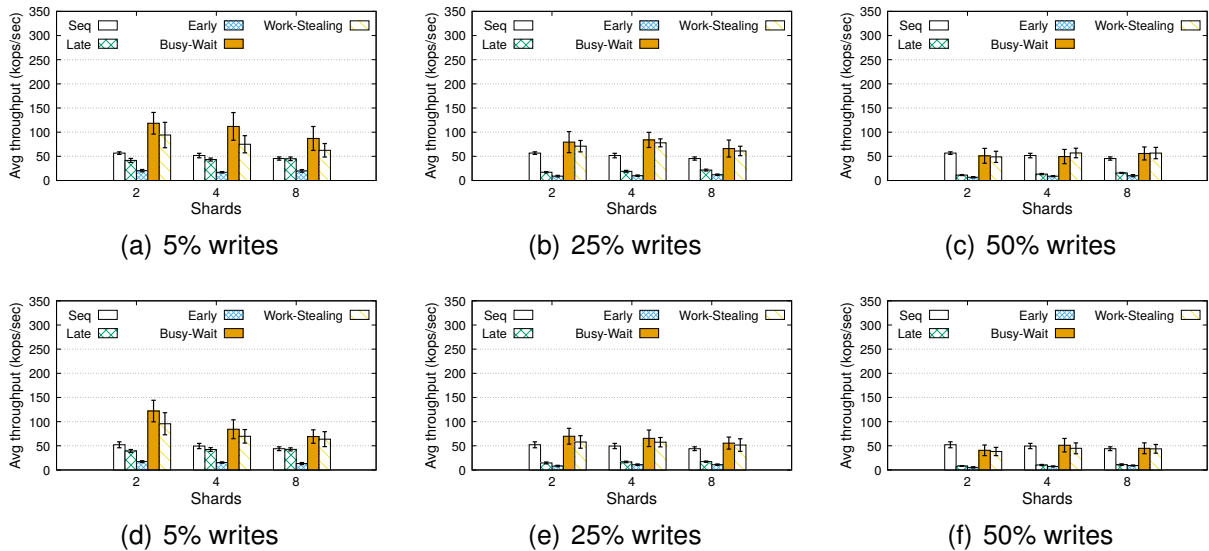 Avg throughput (kops/sec)
350
300
250
200
150
100
50
0
Seq
Early
Work-Stealing
Late
Busy-Wait
2
4
8
Shards
(a) 5% writes
Avg throughput (kops/sec)
350
300
250
200
150
100
50
0
Seq
Early
Work-Stealing
Late
Busy-Wait
2
4
8
Shards
(b) 25% writes
Avg throughput (kops/sec)
350
300
250
200
150
100
50
0
Seq
Early
Work-Stealing
Late
Busy-Wait
2
4
8
Shards
(c) 50% writes
Avg throughput (kops/sec)
350
300
250
200
150
100
50
0
Seq
Early
Work-Stealing
Late
Busy-Wait
2
4
8
Shards
(d) 5% writes
Avg throughput (kops/sec)
350
300
250
200
150
100
50
0
Seq
Early
Work-Stealing
Late
Busy-Wait
2
4
8
Shards
(e) 25% writes
Avg throughput (kops/sec)
350
300
250
200
150
100
50
0
Seq
Early
Work-Stealing
Late
Busy-Wait
2
4
8
Shards
(f) 50% writes